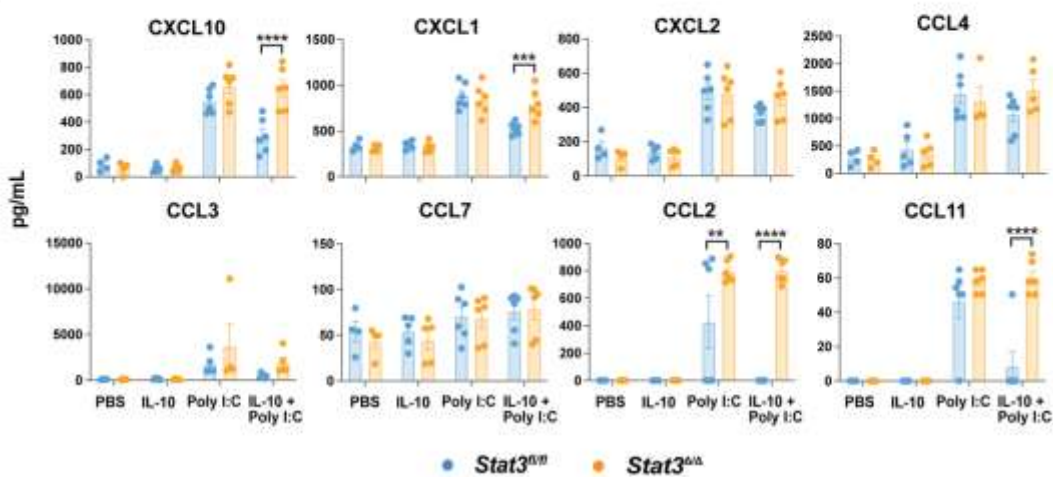 CXCL10 CXCL1 CXCL2 CCL4
1000 **** 1500 *** 800 2500
800 600 2000
600 1000 400 1500
400 500 200 1000
200 500
0 0 0 0
pg/mL
CCL3 CCL7 CCL2 CCL11
15000 150 1000 ** **** 80 ****
10000 100 800 60
5000 50 600 40
400 20
200
0 0 0 0
PBS IL-10 Poly I:C IL-10 + Poly I:C PBS IL-10 Poly I:C IL-10 + Poly I:C PBS IL-10 Poly I:C IL-10 + Poly I:C PBS IL-10 Poly I:C IL-10 + Poly I:C
Stat3fl/fl Stat3Δ/Δ